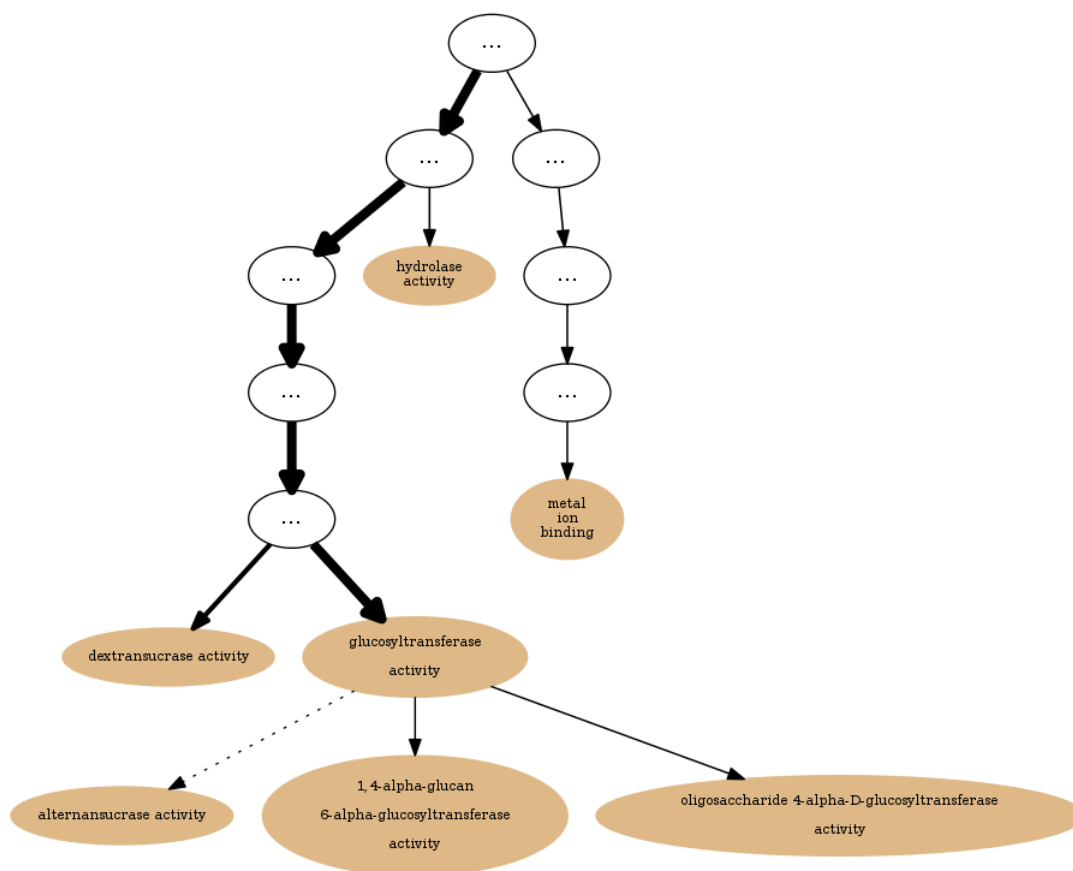 ...
...
...
...
hydrolase
activity
...
...
...
...
metal
ion
binding
dextransucrase activity
glucosyltransferase
activity
alternansucrase activity
1,4-alpha-glucan
6-alpha-glucosyltransferase
activity
oligosaccharide 4-alpha-D-glucosyltransferase
activity